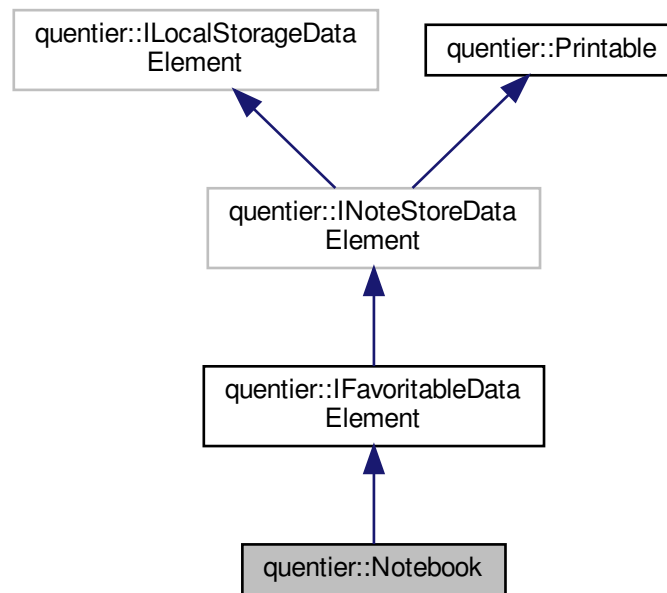 quentier::ILocalStorageData
Element
quentier::Printable
quentier::INoteStoreData
Element
quentier::IFavoritableData
Element
quentier::Notebook